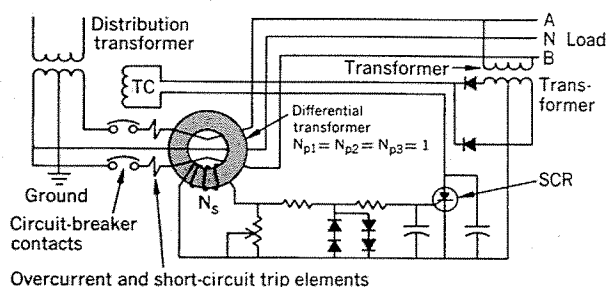 Distribution
transformer
A
N Load
B
Transformer
Trans-
former
TC
Differential
transformer
Np1 = Np2 = Np3 = 1
SCR
Ground
Ns
Circuit-breaker
contacts
Overcurrent and short-circuit trip elements